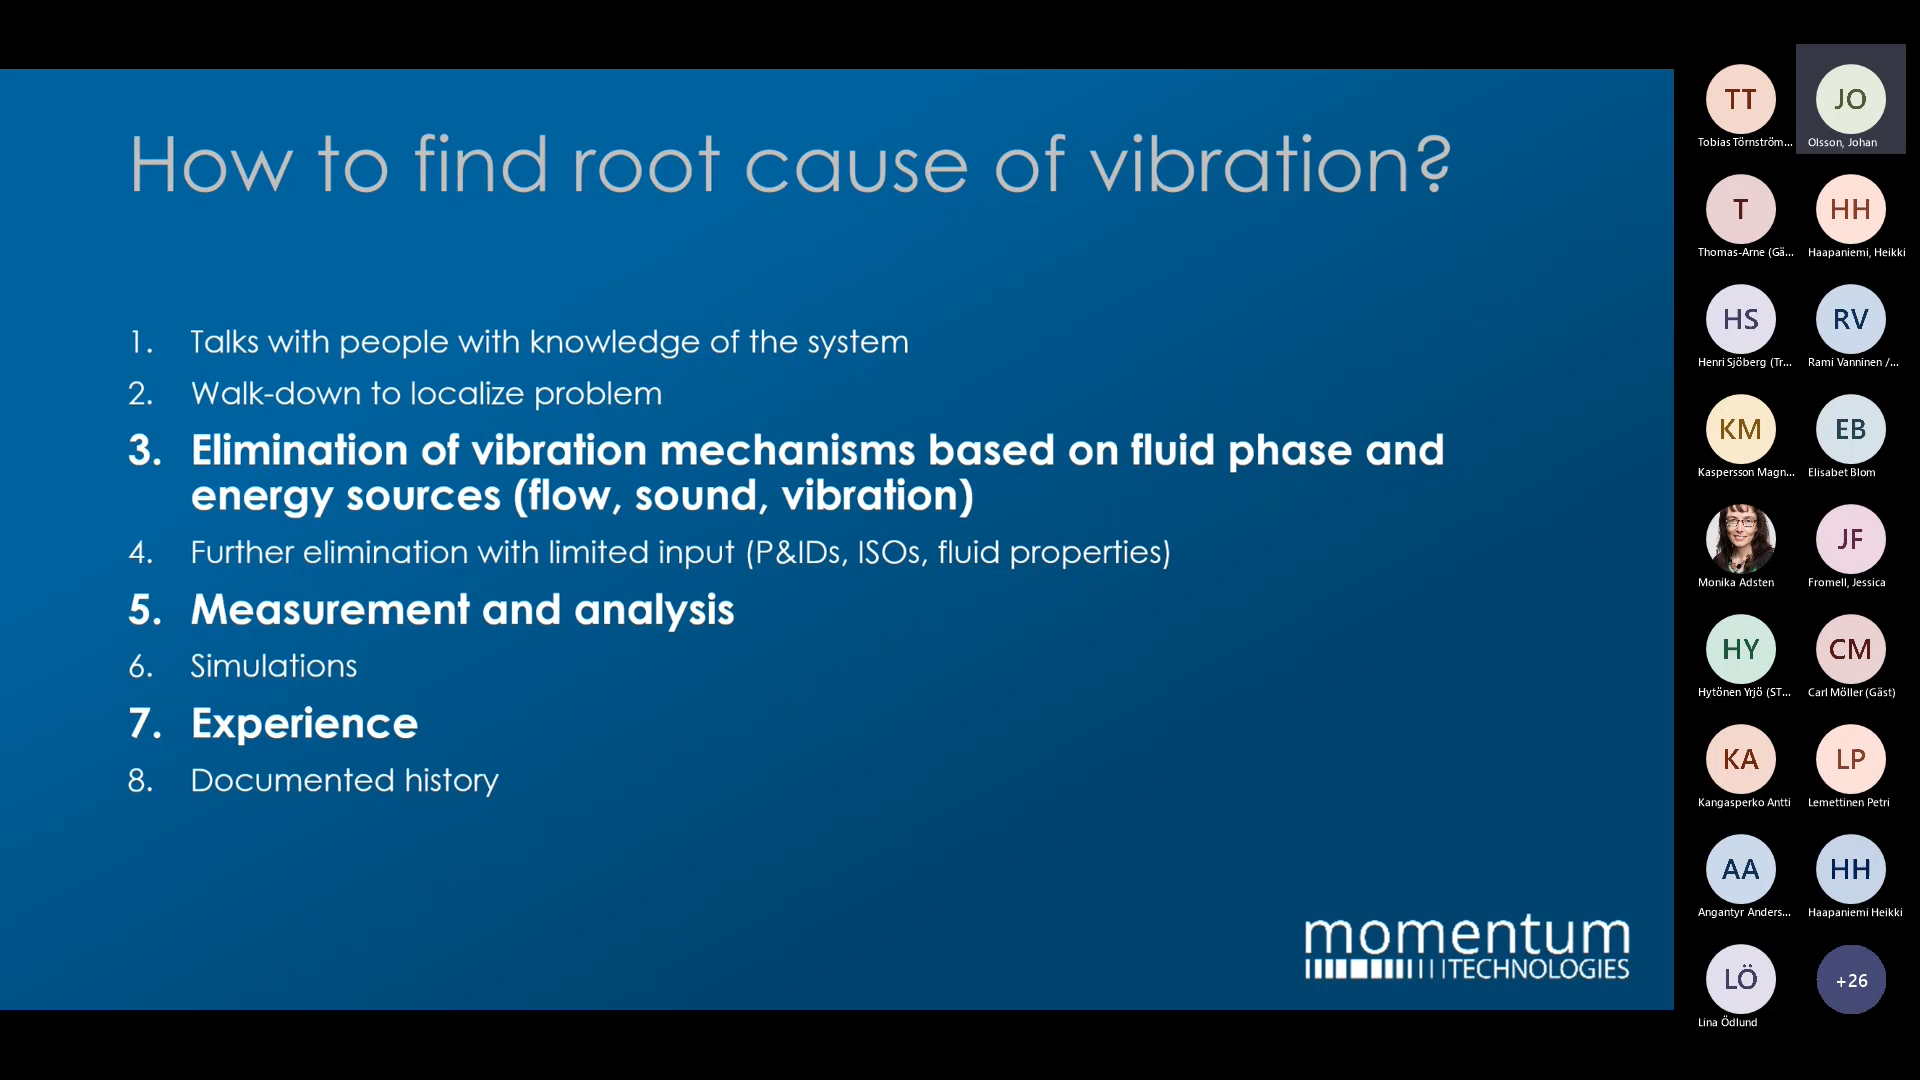 How to find root cause of vibration?
1. Talks with people with knowledge of the system
2. Walk-down to localize problem
3. Elimination of vibration mechanisms based on fluid phase and
energy sources (flow, sound, vibration)
4. Further elimination with limited input (P&IDs, ISOs, fluid properties)
5. Measurement and analysis
6. Simulations
7. Experience
8. Documented history
momentum
TECHNOLOGIES
TT
JO
Tobias Törnström...
Olsson, Johan
T
HH
Thomas-Arne (Gä...
Haapaniemi, Heikki
HS
RV
Henri Sjöberg (Tr...
Rami Vanninen /...
KM
EB
Kaspersson Magn...
Elisabet Blom
JF
Monika Adsten
Fromell, Jessica
HY
CM
Hytönen Yrjö (ST...
Carl Möller (Gäst)
KA
LP
Kangasperko Antti
Lemettinen Petri
AA
HH
Angantyr Anders...
Haapaniemi Heikki
LÖ
+26
Lina Ödlund